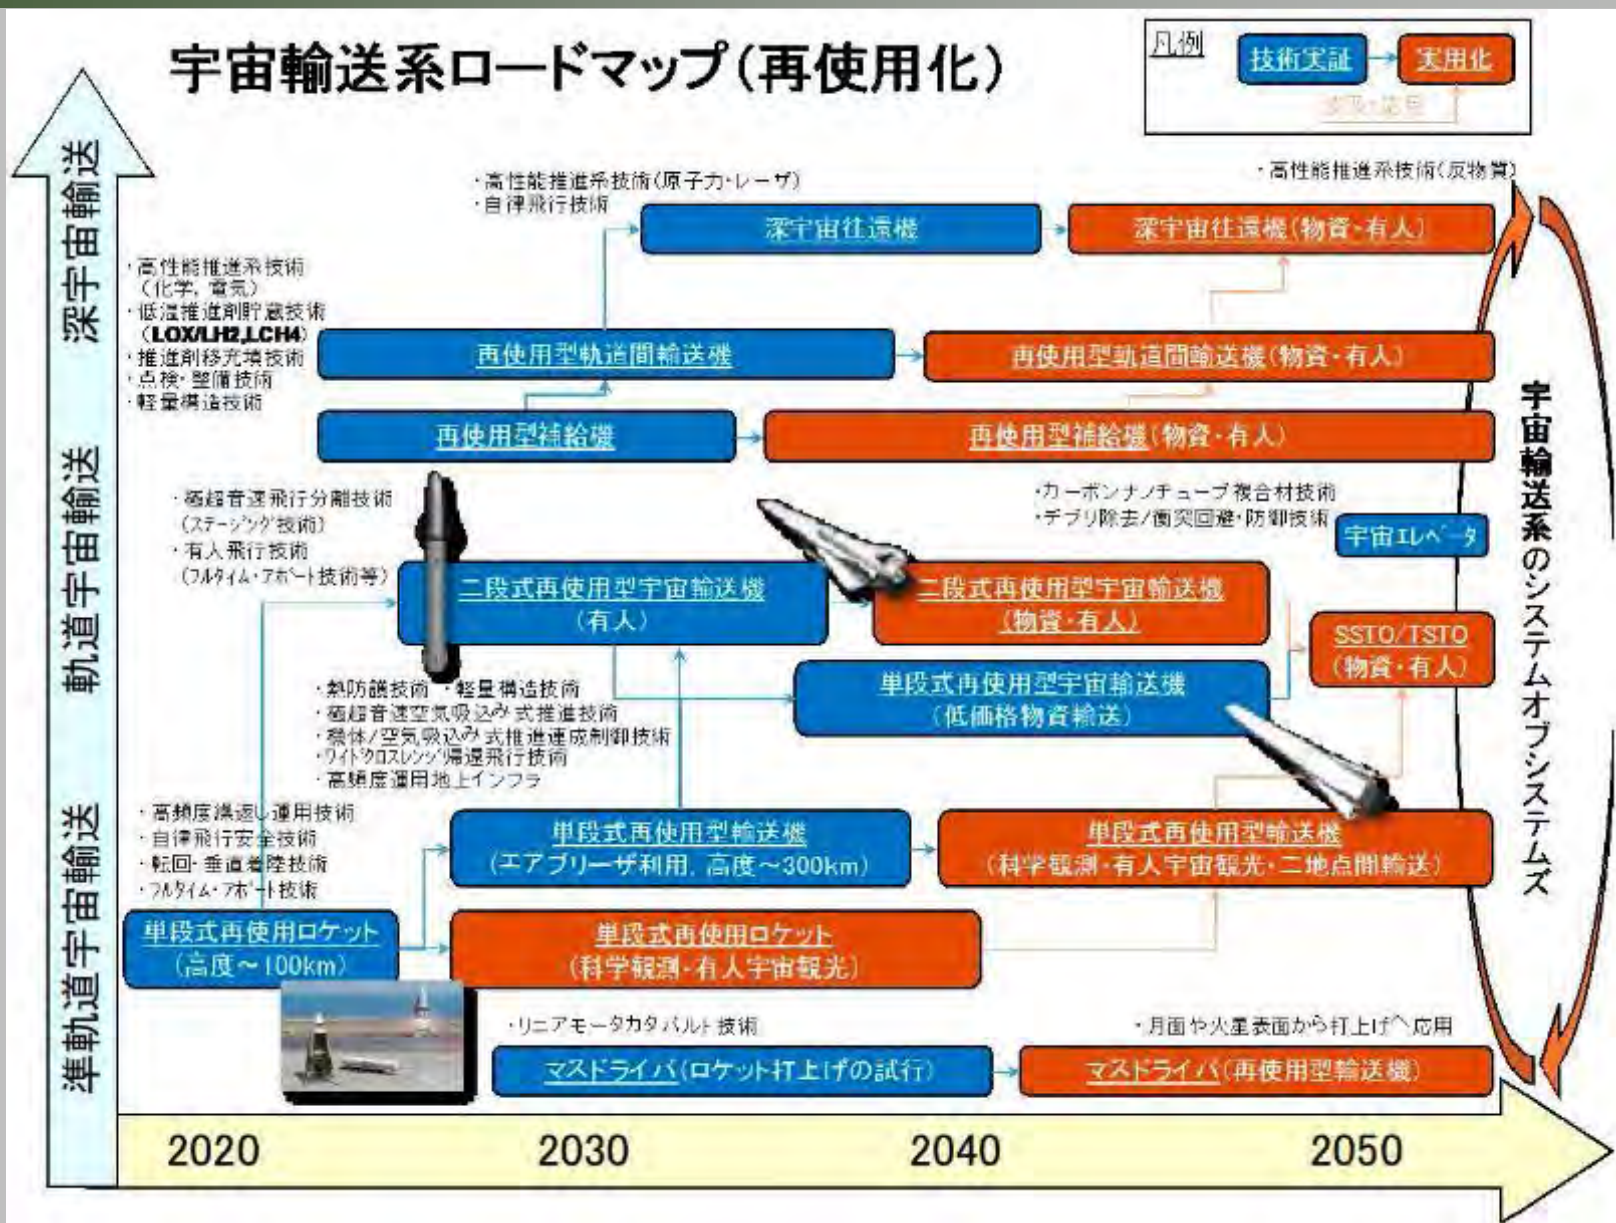 宇宙輸送系ロードマップ(再使用化)
凡例
技術実証
実用化
深宇宙輸送
軌道宇宙輸送
準軌道宇宙輸送
・高性能推進系技術(原子力・レーザ)
・自律飛行技術
・高性能推進系技術(反物質)
深宇宙往還機
深宇宙往還機(物資・有人)
・高性能推進系技術
(化学, 電気)
・低温推進剤貯蔵技術
(LOX/LH2,LCH4)
・推進剤移充填技術
・点検・整備技術
・軽量構造技術
再使用型軌道間輸送機
再使用型軌道間輸送機(物資・有人)
再使用型補給機
再使用型補給機(物資・有人)
・極超音速飛行分離技術
(ステージング技術)
・有人飛行技術
(フルタイム・アボート技術等)
・カーボンナノチューブ複合材技術
・デブリ除去/衝突回避・防御技術
宇宙エレベータ
二段式再使用型宇宙輸送機
(有人)
二段式再使用型宇宙輸送機
(物資・有人)
SSTO/TSTO
(物資・有人)
単段式再使用型宇宙輸送機
(低価格物資輸送)
・熱防護技術 ・軽量構造技術
・極超音速空気吸込み式推進技術
・機体/空気吸込み式推進連成制御技術
・ワイドクロスレンジ帰還飛行技術
・高頻度運用地上インフラ
・高頻度繰返し運用技術
・自律飛行安全技術
・転回・垂直着陸技術
・フルタイム・アボート技術
単段式再使用型輸送機
(エアブリーザ利用, 高度～300km)
単段式再使用型輸送機
(科学観測・有人宇宙観光・二地点間輸送)
単段式再使用ロケット
(高度～100km)
単段式再使用ロケット
(科学観測・有人宇宙観光)
・リニアモータカタパルト技術
・月面や火星表面から打上げへ応用
マスドライバ(ロケット打上げの試行)
マスドライバ(再使用型輸送機)
宇宙輸送系のシステムオブシステムズ
2020
2030
2040
2050